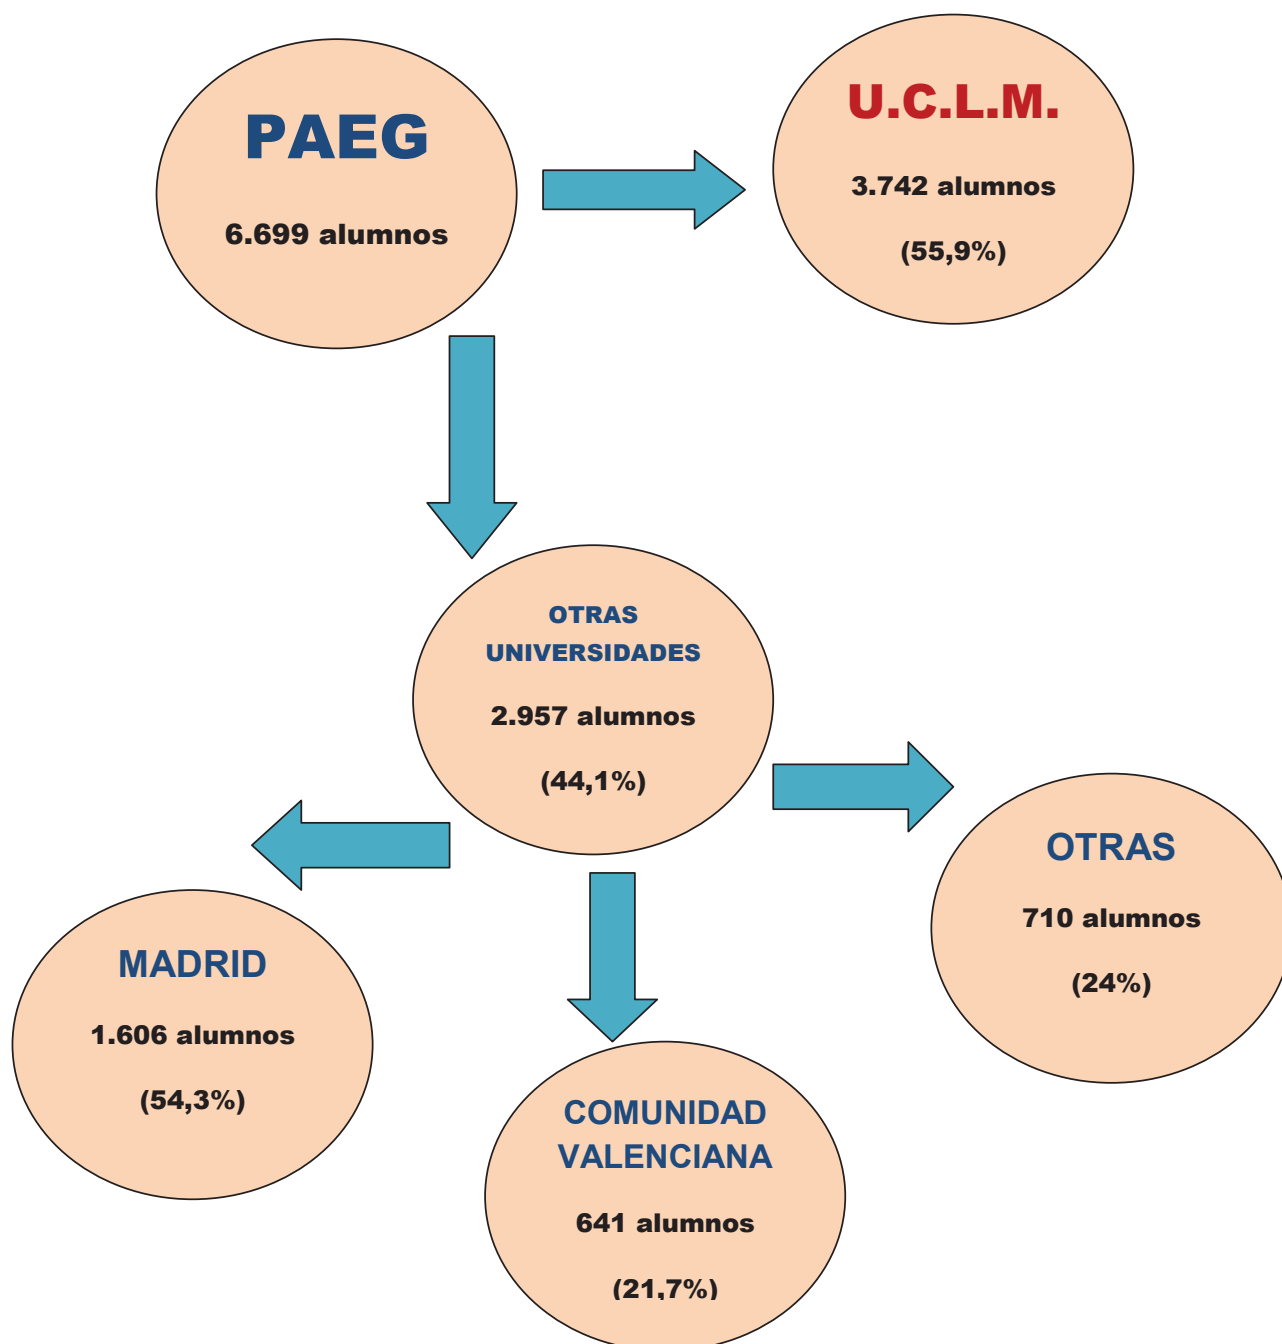 PAEG
6.699 alumnos
U.C.L.M.
3.742 alumnos
(55,9%)
OTRAS
UNIVERSIDADES
2.957 alumnos
(44,1%)
OTRAS
710 alumnos
(24%)
MADRID
1.606 alumnos
(54,3%)
COMUNIDAD
VALENCIANA
641 alumnos
(21,7%)